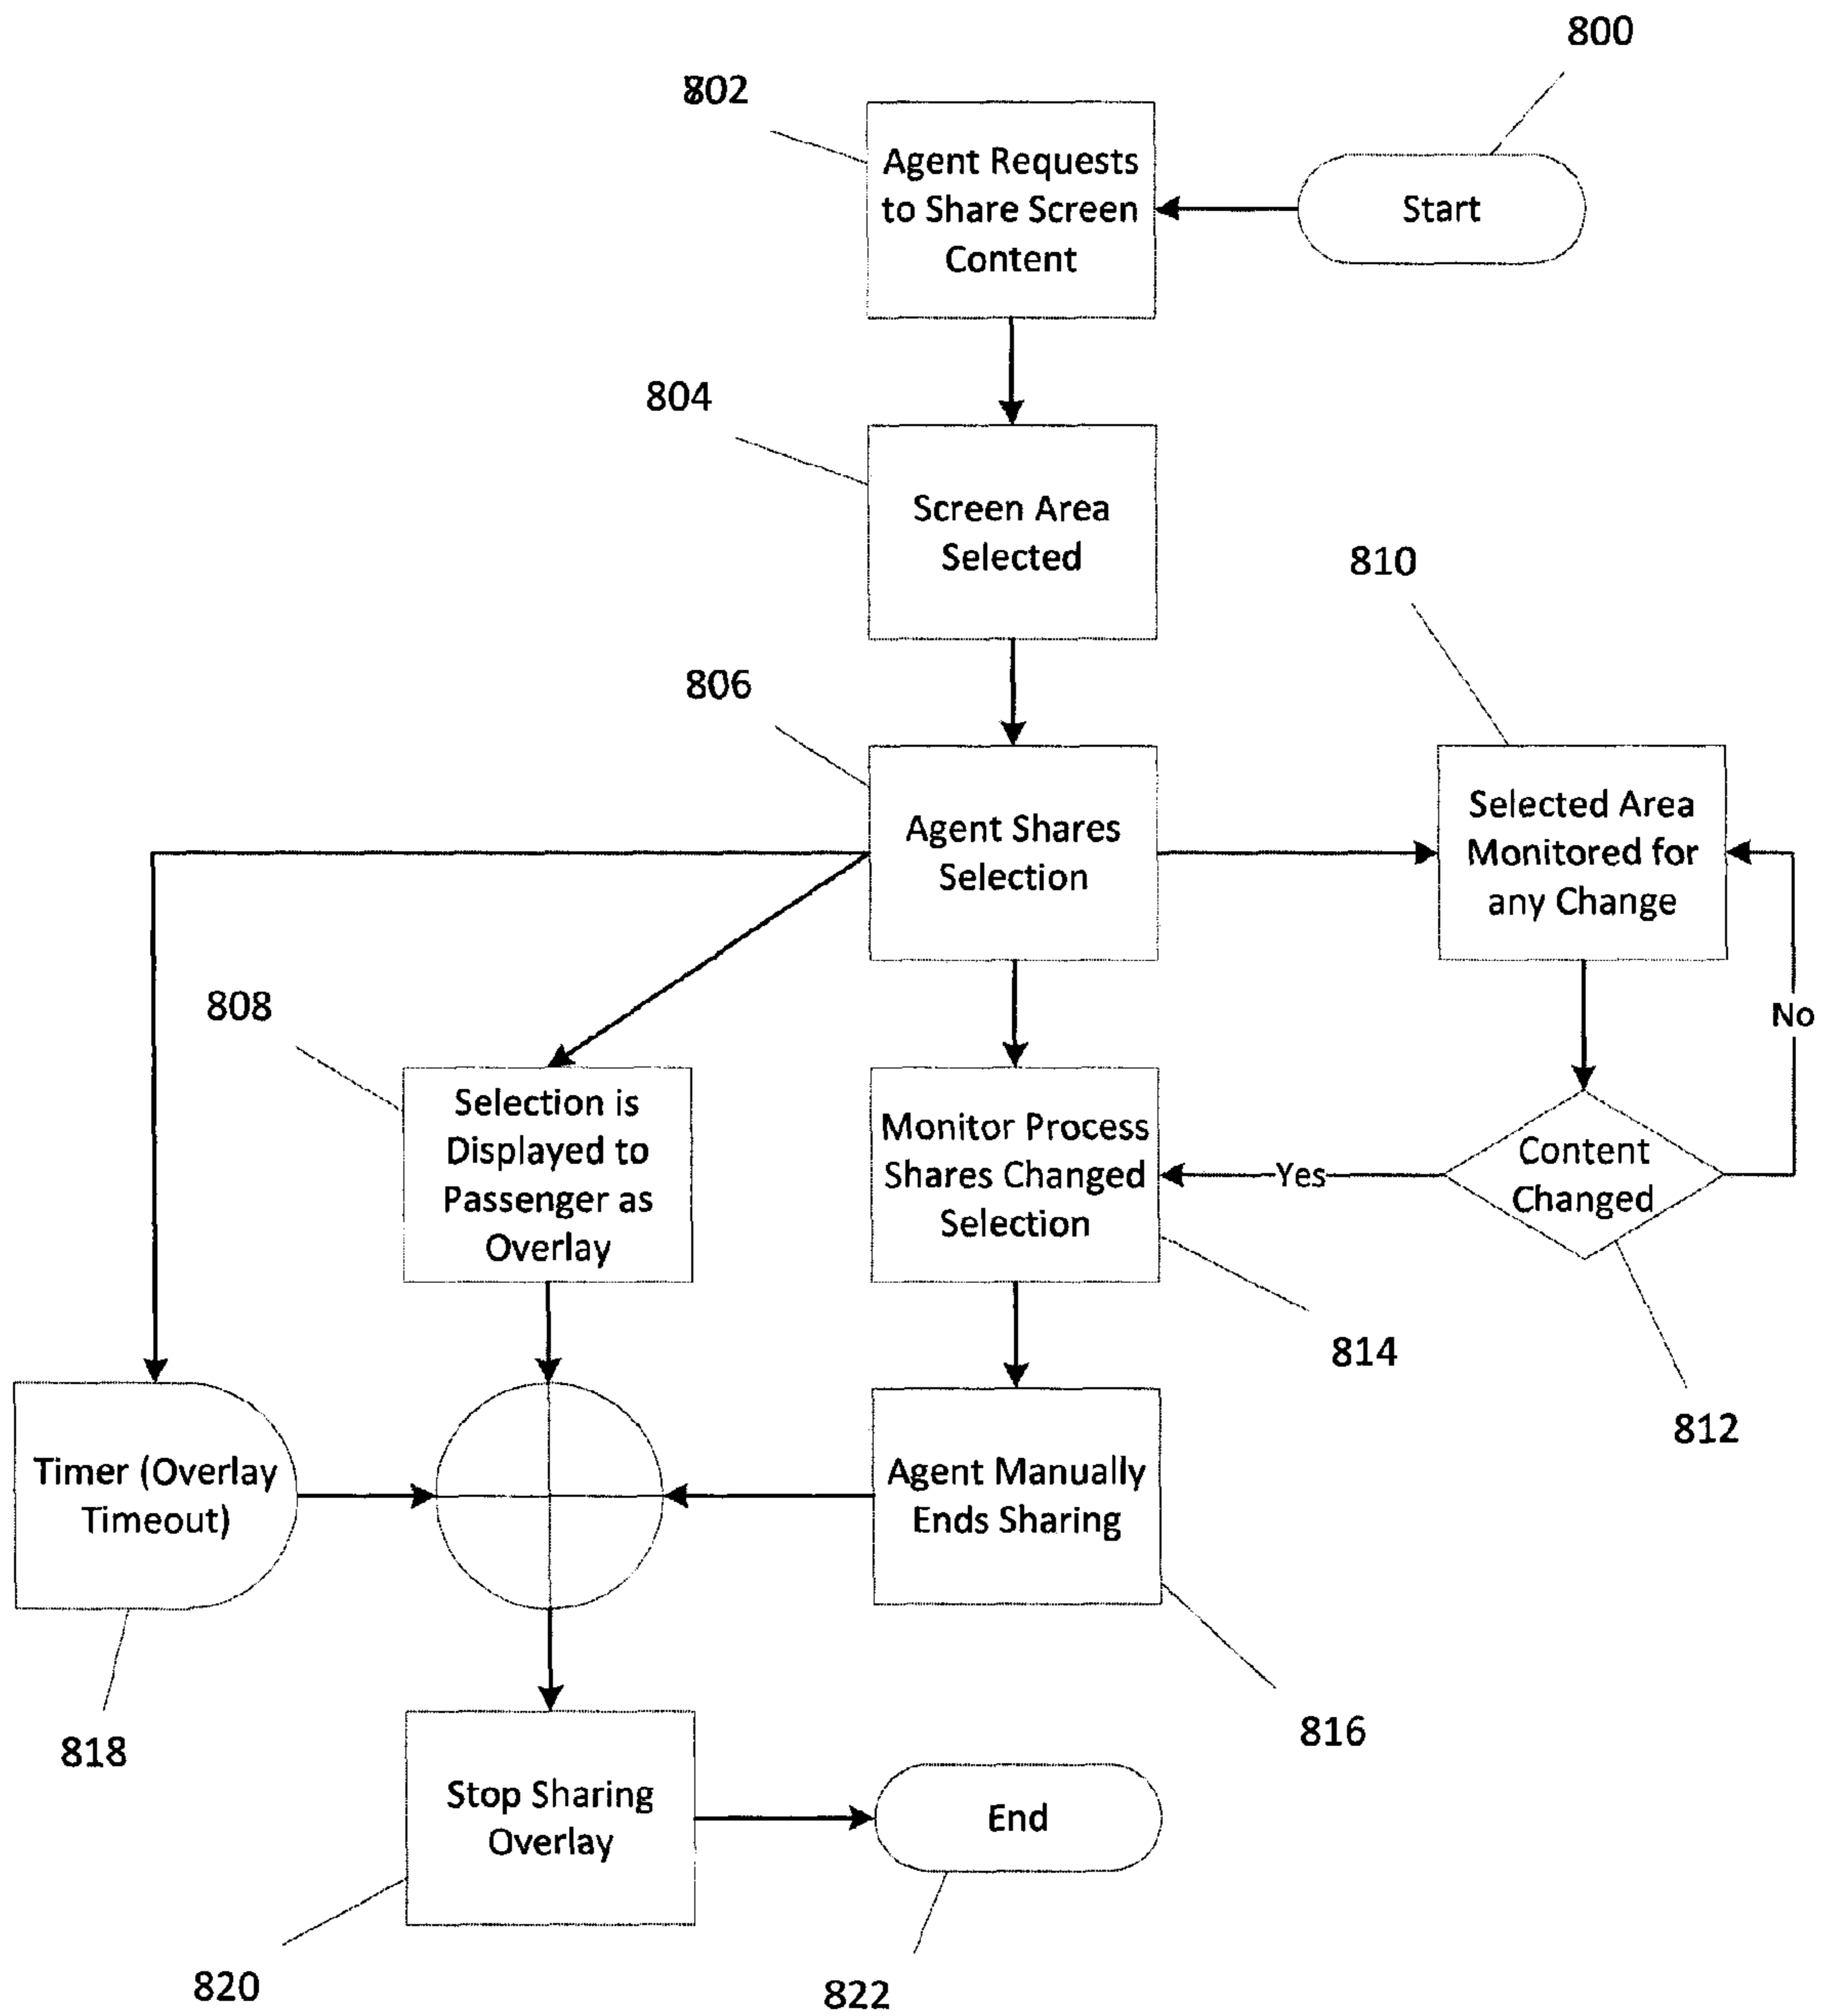 800
802
Agent Requests
to Share Screen
Content
Start
804
Screen Area
Selected
810
806
Agent Shares
Selection
Selected Area
Monitored for
any Change
No
808
Selection is
Displayed to
Passenger as
Overlay
Monitor Process
Shares Changed
Selection
Yes
Content
Changed
814
812
Timer (Overlay
Timeout)
Agent Manually
Ends Sharing
818
816
Stop Sharing
Overlay
End
820
822